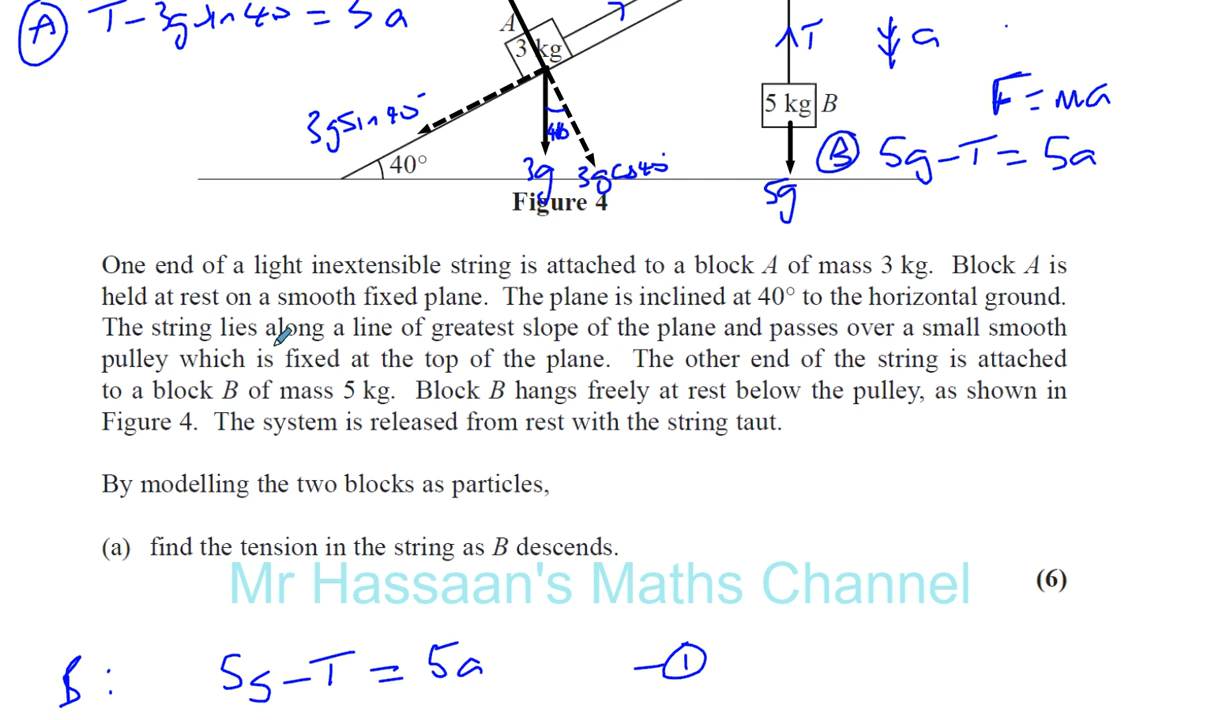 Ⓐ T - 3g sin 40 = 3a
A
3 kg
T
a
5 kg B
F = ma
3g sin 40°
40
Ⓑ 5g - T = 5a
40°
3g
3g cos 40°
5g
Figure 4
One end of a light inextensible string is attached to a block A of mass 3 kg. Block A is
held at rest on a smooth fixed plane. The plane is inclined at 40° to the horizontal ground.
The string lies along a line of greatest slope of the plane and passes over a small smooth
pulley which is fixed at the top of the plane. The other end of the string is attached
to a block B of mass 5 kg. Block B hangs freely at rest below the pulley, as shown in
Figure 4. The system is released from rest with the string taut.
By modelling the two blocks as particles,
(a) find the tension in the string as B descends.
Mr Hassaan's Maths Channel
(6)
B : 5g - T = 5a - ①